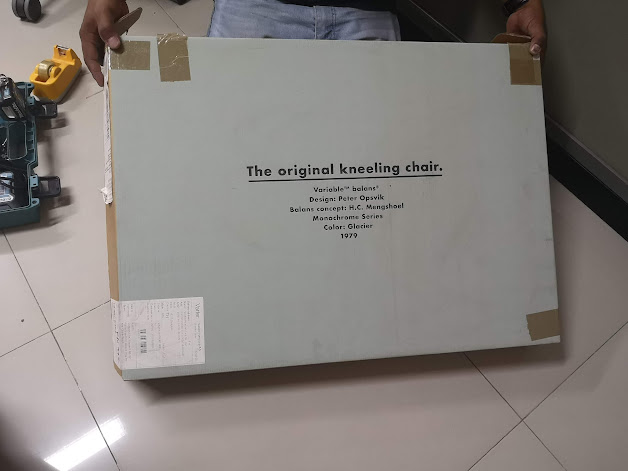 The original kneeling chair.
Variable™ balans®
Design: Peter Opsvik
Balans concept: H.C. Mengshoel
Monochrome Series
Color: Glacier
1979